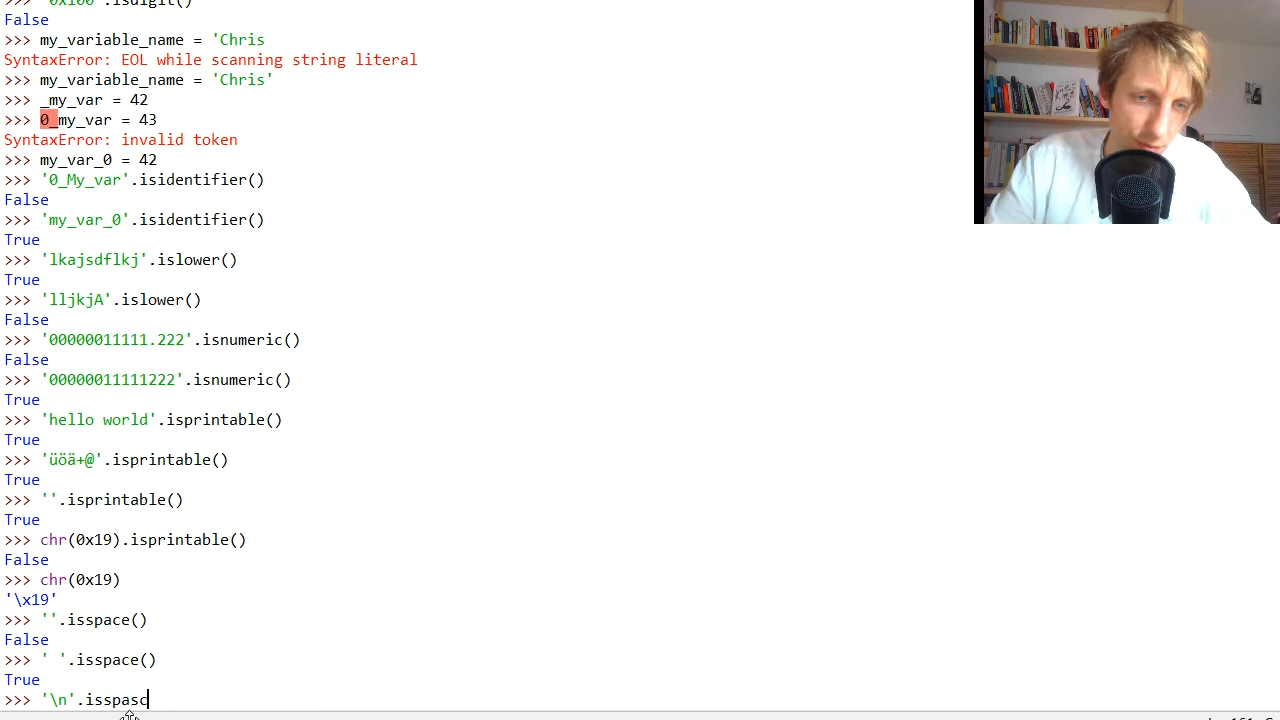 '0x100'.isdigit()
False
>>> my_variable_name = 'Chris
SyntaxError: EOL while scanning string literal
>>> my_variable_name = 'Chris'
>>> _my_var = 42
>>> 0_my_var = 43
SyntaxError: invalid token
>>> my_var_0 = 42
>>> '0_My_var'.isidentifier()
False
>>> 'my_var_0'.isidentifier()
True
>>> 'lkajsdflkj'.islower()
True
>>> 'lljkjA'.islower()
False
>>> '00000011111.222'.isnumeric()
False
>>> '00000011111222'.isnumeric()
True
>>> 'hello world'.isprintable()
True
>>> 'üöä+@'.isprintable()
True
>>> ''.isprintable()
True
>>> chr(0x19).isprintable()
False
>>> chr(0x19)
'\x19'
>>> ''.isspace()
False
>>> ' '.isspace()
True
>>> '\n'.isspasc